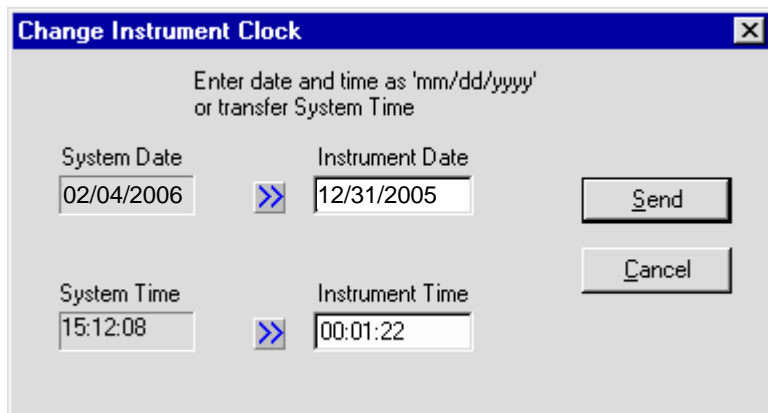 Change Instrument Clock
Enter date and time as 'mm/dd/yyyy'
or transfer System Time
System Date
Instrument Date
02/04/2006
>>
12/31/2005
Send
Cancel
System Time
Instrument Time
15:12:08
>>
00:01:22